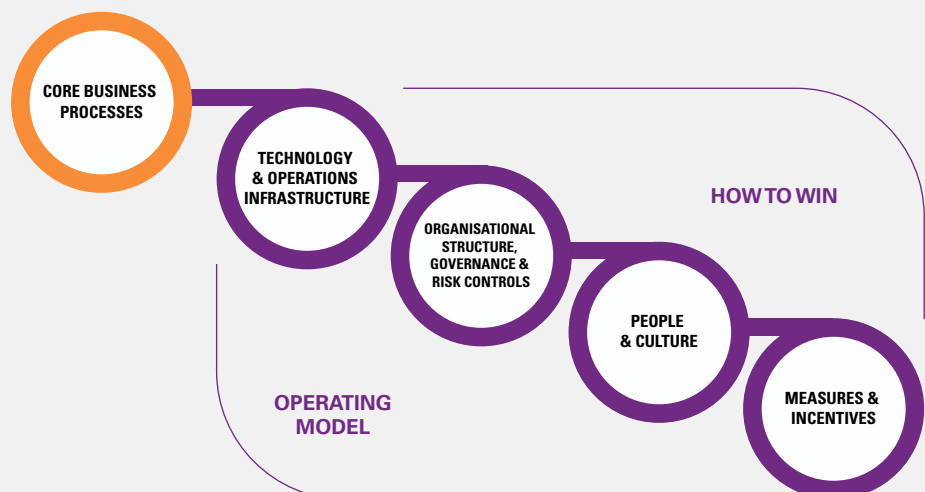 CORE BUSINESS
PROCESSES
TECHNOLOGY
& OPERATIONS
INFRASTRUCTURE
HOW TO WIN
ORGANISATIONAL
STRUCTURE,
GOVERNANCE &
RISK CONTROLS
PEOPLE
& CULTURE
OPERATING
MODEL
MEASURES &
INCENTIVES